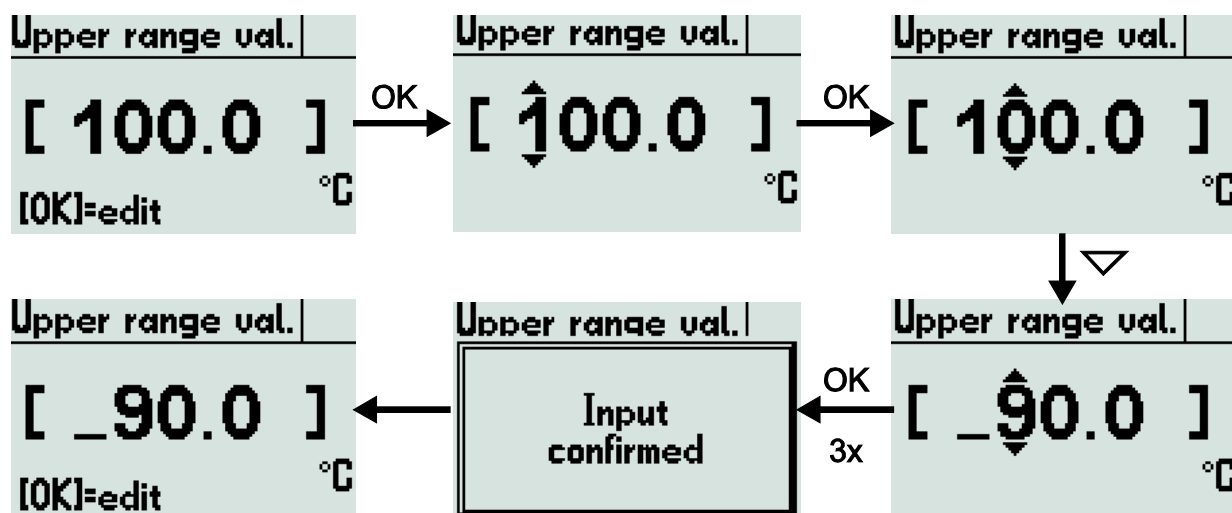 Upper range val.
[ 100.0 ]
°C
[OK]=edit
OK
Upper range val.
[ 100.0 ]
°C
OK
Upper range val.
[ 100.0 ]
°C
Upper range val.
[ _90.0 ]
°C
OK
3x
Upper range val.
Input
confirmed
Upper range val.
[ _90.0 ]
°C
[OK]=edit